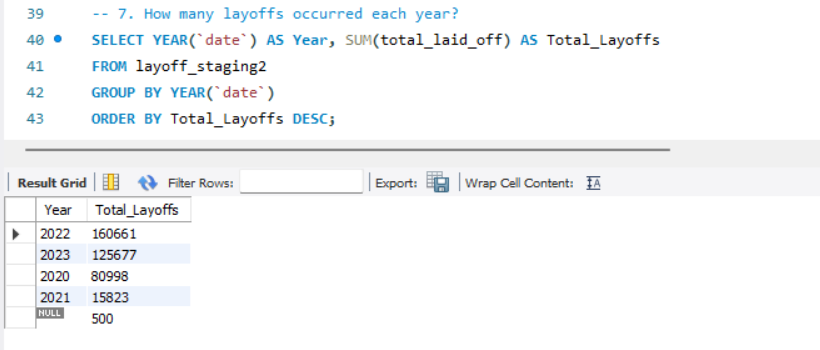 39 -- 7. How many layoffs occurred each year?
40 SELECT YEAR(`date`) AS Year, SUM(total_laid_off) AS Total_Layoffs
41 FROM layoff_staging2
42 GROUP BY YEAR(`date`)
43 ORDER BY Total_Layoffs DESC;
Result Grid Filter Rows: Export: Wrap Cell Content: IA
Year Total_Layoffs
2022 160661
2023 125677
2020 80998
2021 15823
NULL 500